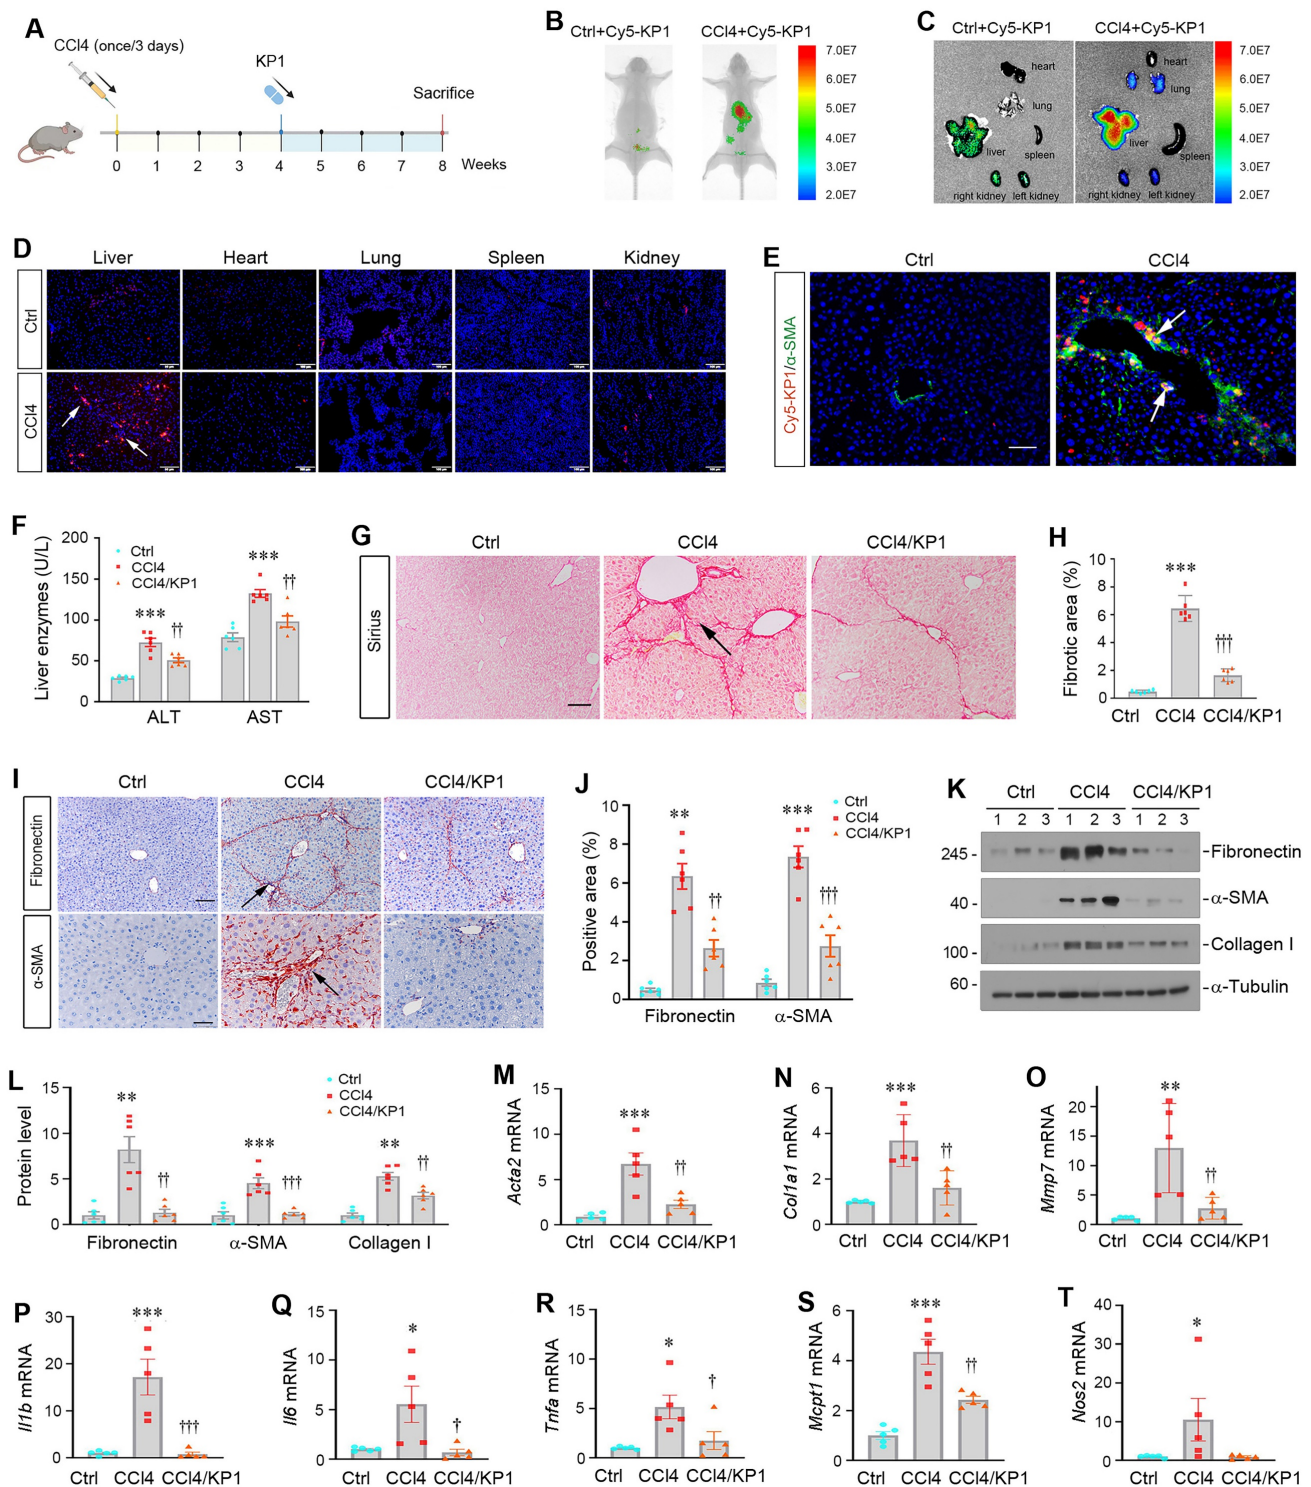 A
CCl4 (once/3 days)
KP1
Sacrifice
0 1 2 3 4 5 6 7 8 Weeks
B
Ctrl+Cy5-KP1 CCl4+Cy5-KP1
7.0E7
6.0E7
5.0E7
4.0E7
3.0E7
2.0E7
C
Ctrl+Cy5-KP1 CCl4+Cy5-KP1
heart
lung
liver
spleen
right kidney left kidney
heart
lung
liver
spleen
right kidney left kidney
7.0E7
6.0E7
5.0E7
4.0E7
3.0E7
2.0E7
D
Liver Heart Lung Spleen Kidney
Ctrl
CCl4
E
Ctrl CCl4
Cy5-KP1/α-SMA
F
Liver enzymes (U/L)
200
150
100
50
0
Ctrl
CCl4
CCl4/KP1
*** †† *** ††
ALT AST
G
Ctrl CCl4 CCl4/KP1
Sirius
H
Fibrotic area (%)
10
8
6
4
2
0
*** †††
Ctrl CCl4 CCl4/KP1
I
Ctrl CCl4 CCl4/KP1
Fibronectin
α-SMA
J
Positive area (%)
10
8
6
4
2
0
Ctrl
CCl4
CCl4/KP1
** †† *** †††
Fibronectin α-SMA
K
Ctrl CCl4 CCl4/KP1
1 2 3 1 2 3 1 2 3
245 - -Fibronectin
40 - -α-SMA
100 - -Collagen I
60 - -α-Tubulin
L
Protein level
15
10
5
0
Ctrl
CCl4
CCl4/KP1
** †† *** ††† ** ††
Fibronectin α-SMA Collagen I
M
Acta2 mRNA
15
10
5
0
*** ††
Ctrl CCl4 CCl4/KP1
N
Col1a1 mRNA
6
4
2
0
*** ††
Ctrl CCl4 CCl4/KP1
O
Mmp7 mRNA
20
15
10
5
0
** ††
Ctrl CCl4 CCl4/KP1
P
Il1b mRNA
30
20
10
0
*** †††
Ctrl CCl4 CCl4/KP1
Q
Il6 mRNA
15
10
5
0
* †
Ctrl CCl4 CCl4/KP1
R
Tnfa mRNA
15
10
5
0
* †
Ctrl CCl4 CCl4/KP1
S
Mcpt1 mRNA
6
4
2
0
*** ††
Ctrl CCl4 CCl4/KP1
T
Nos2 mRNA
40
30
20
10
0
*
Ctrl CCl4 CCl4/KP1